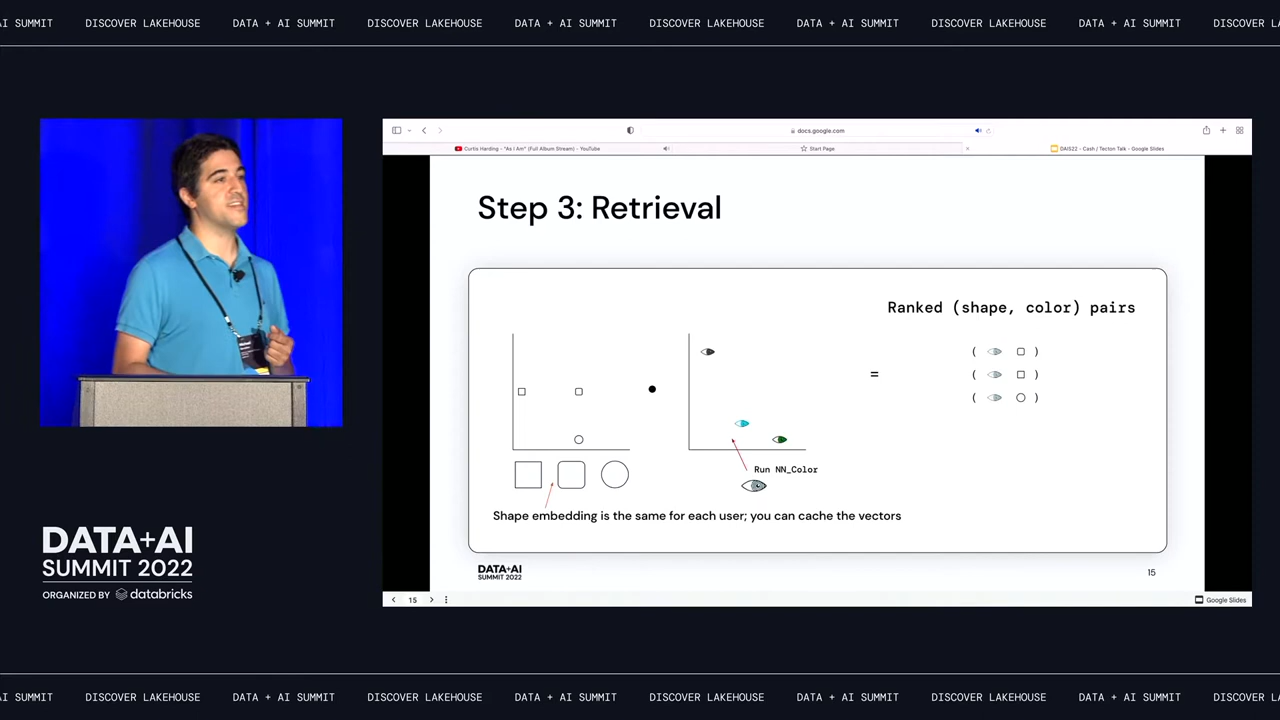 AI SUMMIT DISCOVER LAKEHOUSE DATA + AI SUMMIT DISCOVER LAKEHOUSE DATA + AI SUMMIT DISCOVER LAKEHOUSE DATA + AI SUMMIT DISCOVER LAKEHOUSE DATA + AI SUMMIT DISCOVER L
docs.google.com
Curtis Harding - "As I Am" (Full Album Stream) - YouTube
Start Page
DAIS22 - Cash / Tecton Talk - Google Slides
Step 3: Retrieval
Ranked (shape, color) pairs
=
( )
( )
( )
Run NN_Color
Shape embedding is the same for each user; you can cache the vectors
DATA+AI
SUMMIT 2022
15
15
Google Slides
DATA+AI
SUMMIT 2022
ORGANIZED BY databricks
AI SUMMIT DISCOVER LAKEHOUSE DATA + AI SUMMIT DISCOVER LAKEHOUSE DATA + AI SUMMIT DISCOVER LAKEHOUSE DATA + AI SUMMIT DISCOVER LAKEHOUSE DATA + AI SUMMIT DISCOVER L